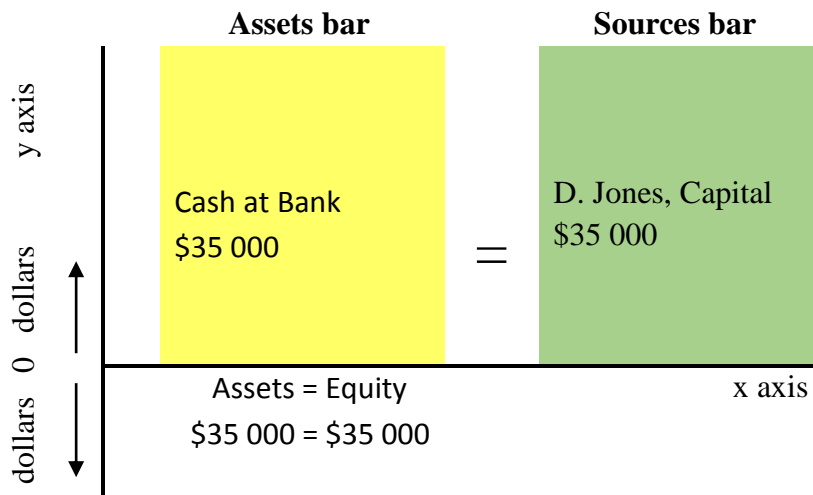 Assets bar
Sources bar
y axis
Cash at Bank
$35 000
=
D. Jones, Capital
$35 000
dollars 0 dollars
Assets = Equity
$35 000 = $35 000
x axis